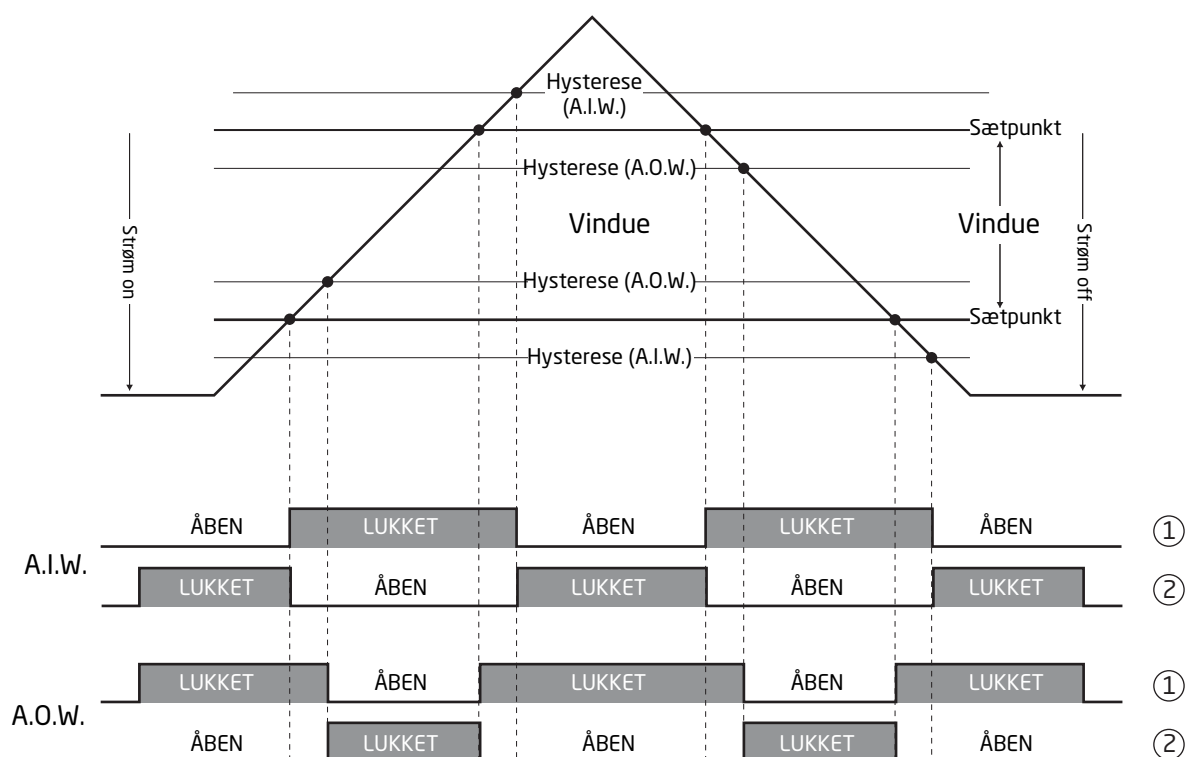 Hysterese
(A.I.W.)
Sætpunkt
Hysterese (A.O.W.)
Strøm on
Vindue
Vindue
Strøm off
Hysterese (A.O.W.)
Sætpunkt
Hysterese (A.I.W.)
ÅBEN LUKKET ÅBEN LUKKET ÅBEN ①
A.I.W.
LUKKET ÅBEN LUKKET ÅBEN LUKKET ②
LUKKET ÅBEN LUKKET ÅBEN LUKKET ①
A.O.W.
ÅBEN LUKKET ÅBEN LUKKET ÅBEN ②